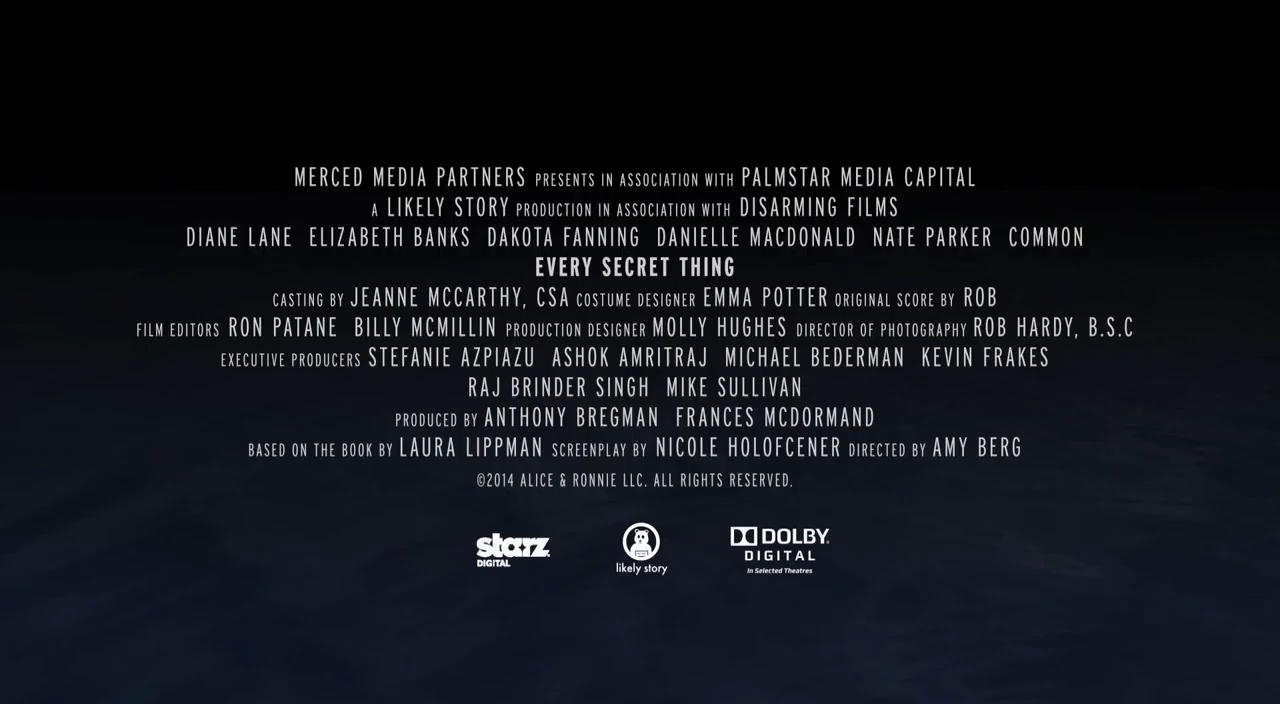 MERCED MEDIA PARTNERS PRESENTS IN ASSOCIATION WITH PALMSTAR MEDIA CAPITAL
A LIKELY STORY PRODUCTION IN ASSOCIATION WITH DISARMING FILMS
DIANE LANE ELIZABETH BANKS DAKOTA FANNING DANIELLE MACDONALD NATE PARKER COMMON
EVERY SECRET THING
CASTING BY JEANNE MCCARTHY, CSA COSTUME DESIGNER EMMA POTTER ORIGINAL SCORE BY ROB
FILM EDITORS RON PATANE BILLY MCMILLIN PRODUCTION DESIGNER MOLLY HUGHES DIRECTOR OF PHOTOGRAPHY ROB HARDY, B.S.C
EXECUTIVE PRODUCERS STEFANIE AZPIAZU ASHOK AMRITRAJ MICHAEL BEDERMAN KEVIN FRAKES
RAJ BRINDER SINGH MIKE SULLIVAN
PRODUCED BY ANTHONY BREGMAN FRANCES MCDORMAND
BASED ON THE BOOK BY LAURA LIPPMAN SCREENPLAY BY NICOLE HOLOFCENER DIRECTED BY AMY BERG
©2014 ALICE & RONNIE LLC. ALL RIGHTS RESERVED.
starz
DIGITAL
likely story
DOLBY®
DIGITAL
In Selected Theatres